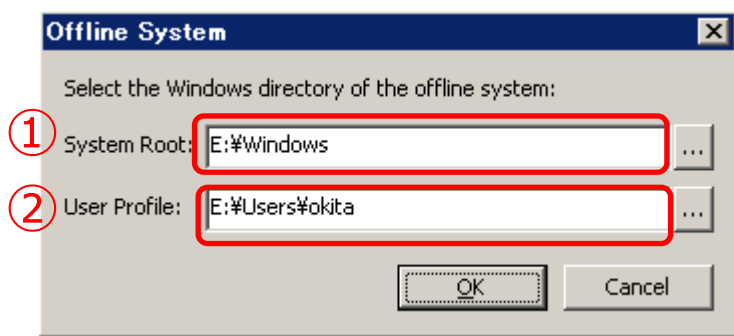 Offline System
Select the Windows directory of the offline system:
① System Root: E:¥Windows ...
② User Profile: E:¥Users¥okita ...
OK Cancel